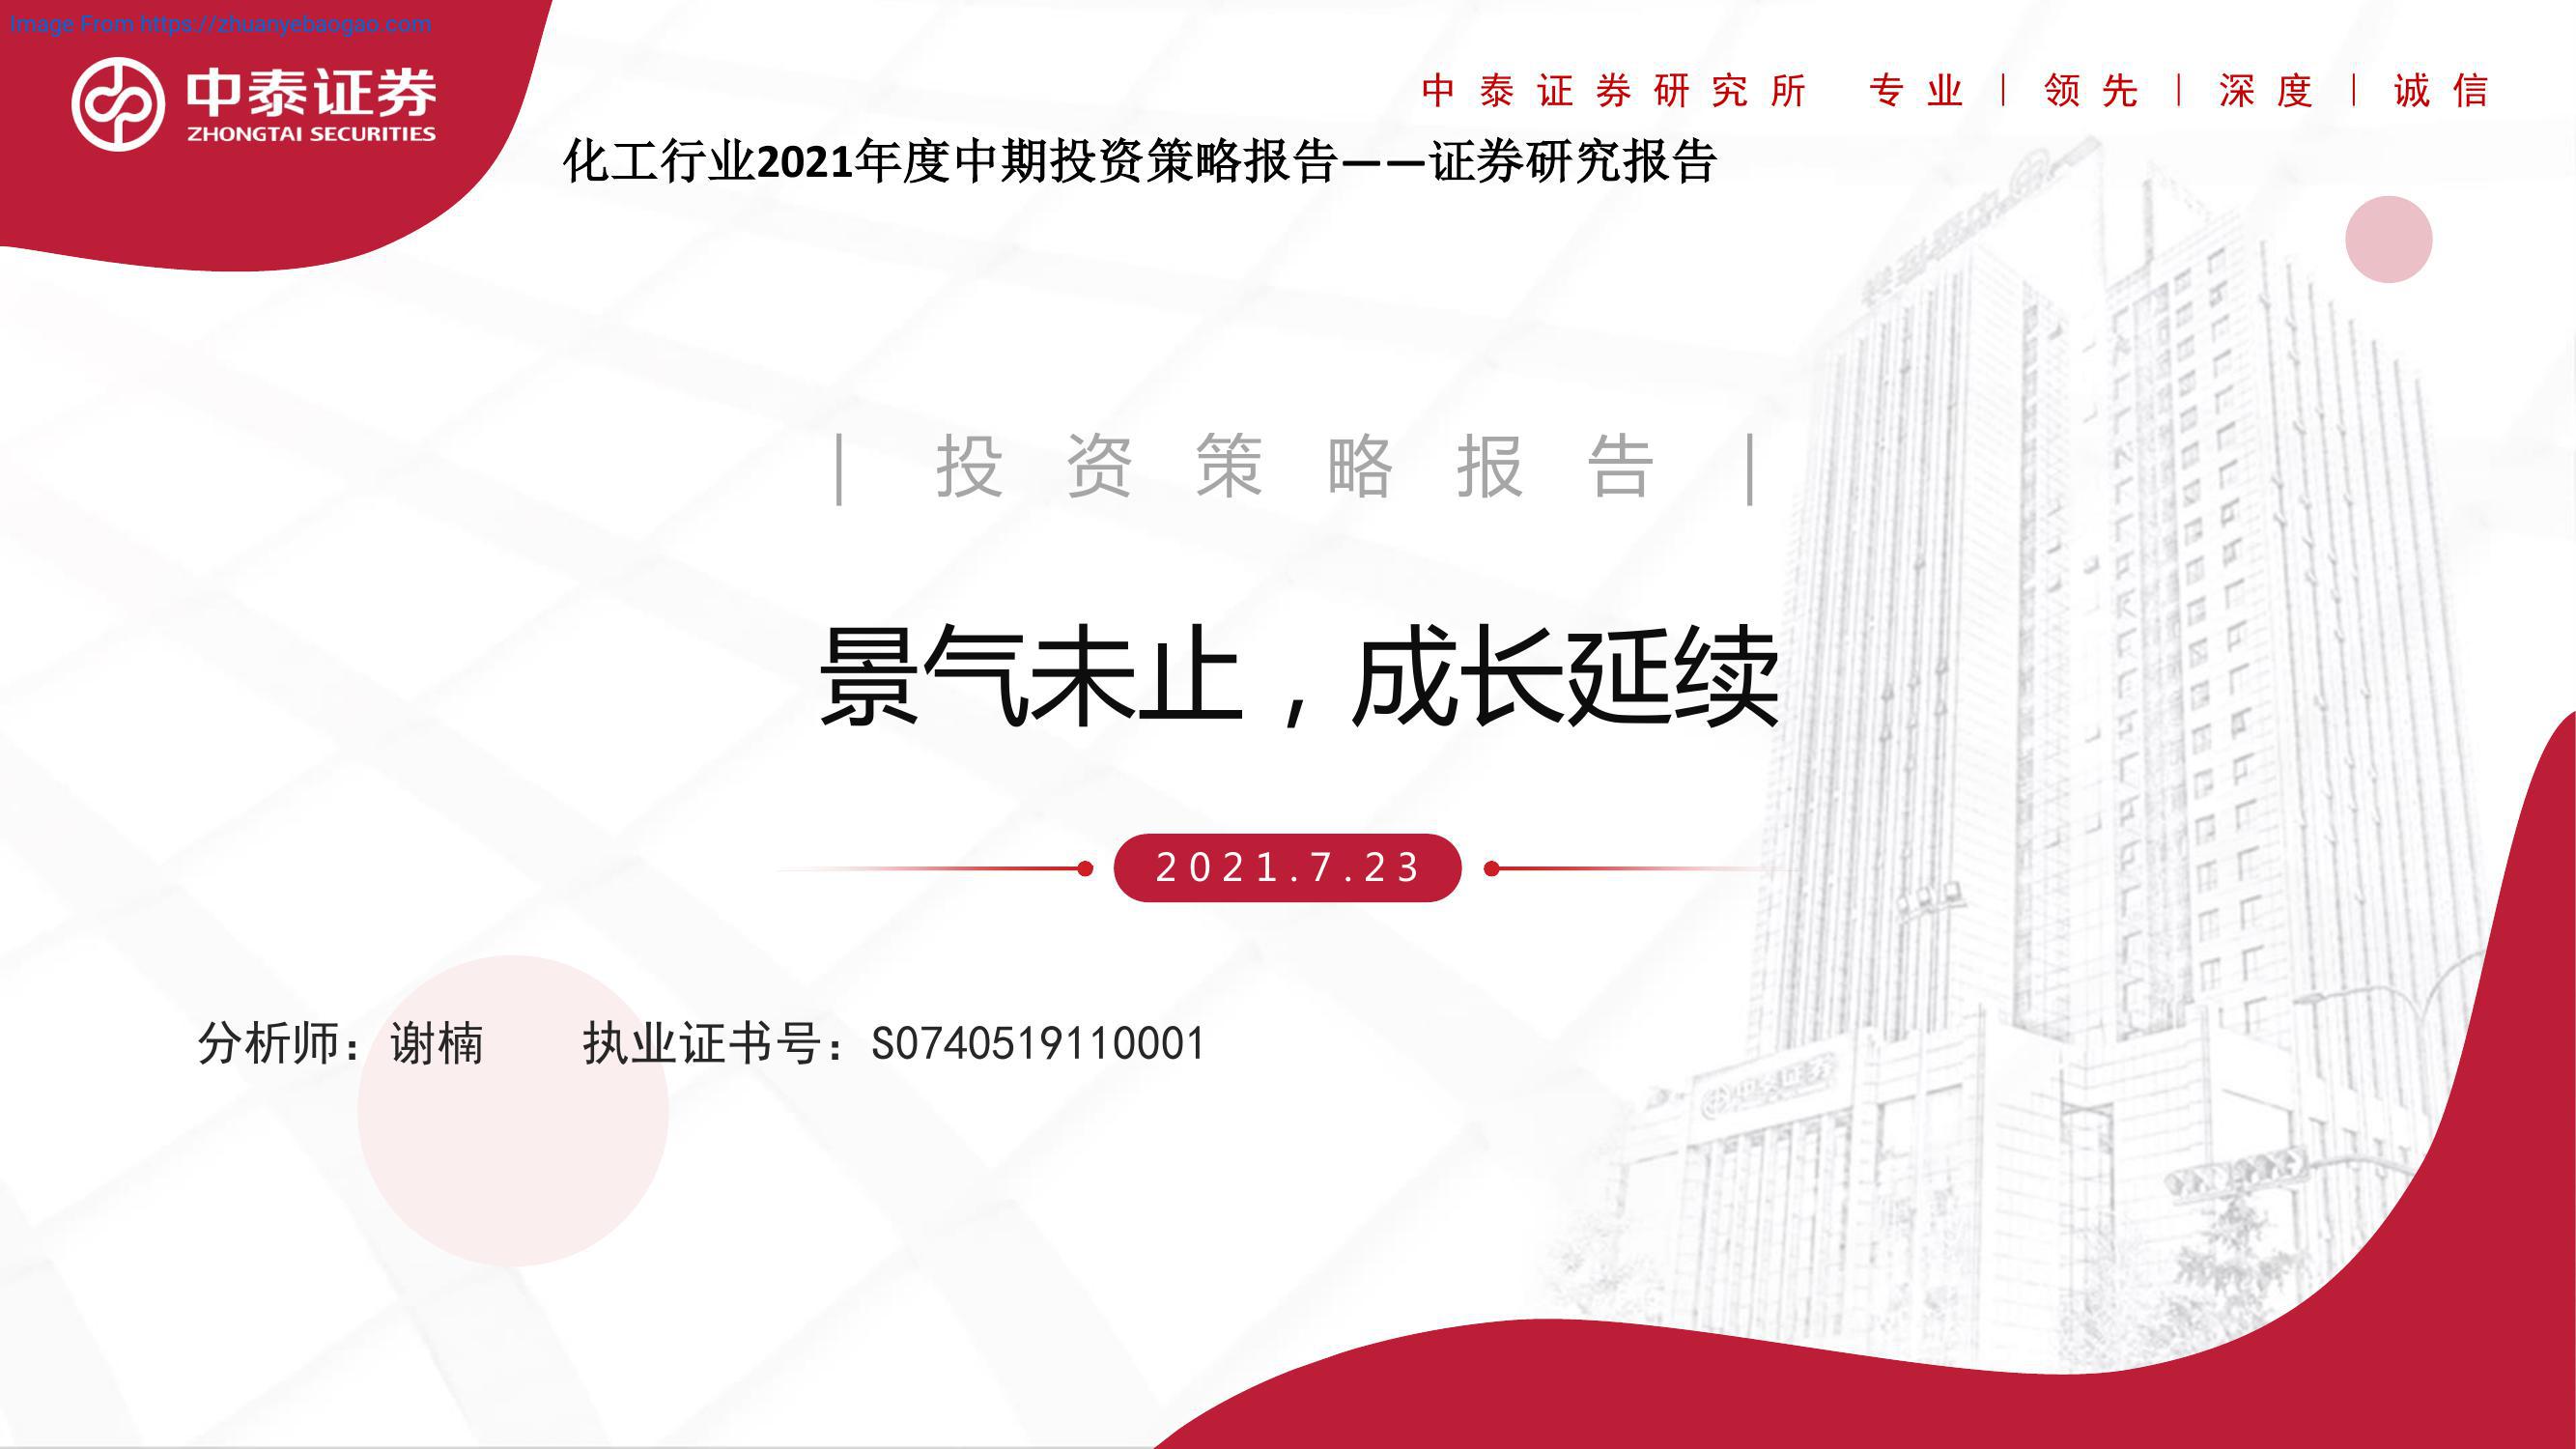 Image From:https://zhuanyebaogao.com
中泰证券
ZHONGTAI SECURITIES
中泰证券研究所 专业|领先|深度|诚信
化工行业2021年度中期投资策略报告——证券研究报告
| 投资策略报告 |
景气未止，成长延续
2021.7.23
分析师：谢楠 执业证书号：S0740519110001
中泰证券